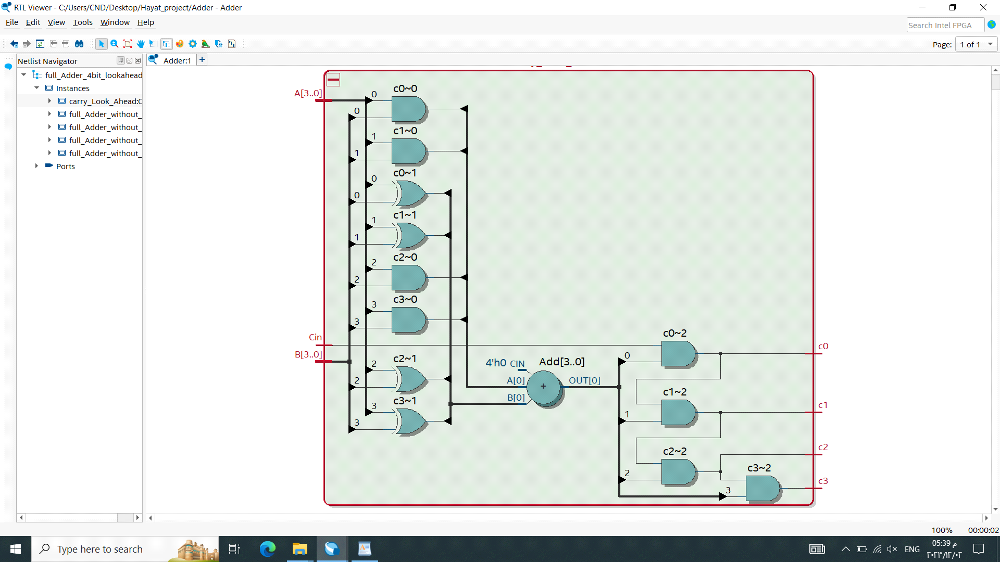 RTL Viewer - C:/Users/CND/Desktop/Hayat_project/Adder - Adder
File Edit View Tools Window Help
Search Intel FPGA
Page: 1 of 1
Netlist Navigator
Adder:1
full_Adder_4bit_lookahead
Instances
carry_Look_Ahead:C
full_Adder_without_
full_Adder_without_
full_Adder_without_
full_Adder_without_
Ports
A[3..0]
0
c0~0
0
c1~0
1
1
c0~1
0
0
c1~1
1
1
c2~0
2
2
c3~0
3
3
Cin
B[3..0]
c2~1
2
2
c3~1
3
3
4'h0 CIN
Add[3..0]
A[0]
+
OUT[0]
B[0]
c0~2
c0
0
c1~2
c1
1
c2~2
c2
2
c3~2
c3
3
100% 00:00:02
Type here to search
ENG
05:39 م
٢٠٢٣/١٢/٠٢